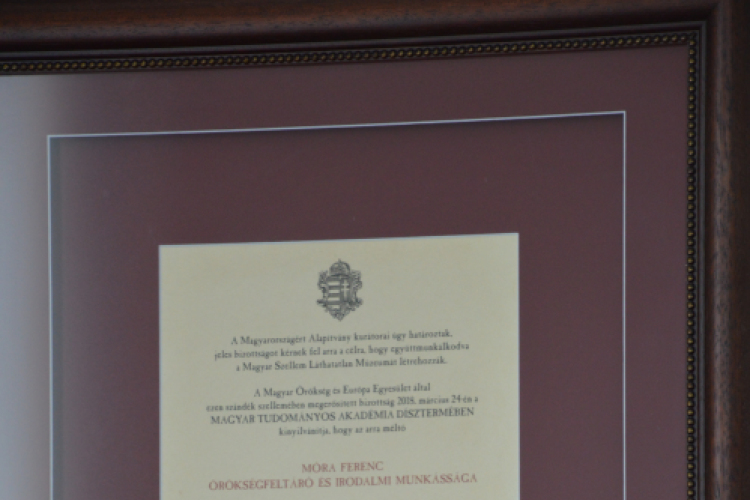 A Magyarországért Alapítvány kurátorai úgy határoztak,
jeles bizottságot kérnek fel arra a célra, hogy együttmunkálkodva
a Magyar Szellem Láthatatlan Múzeumát létrehozzák.
A Magyar Örökség és Európa Egyesület által
ezen szándék szellemében megerősített bizottság 2018. március 24-én a
MAGYAR TUDOMÁNYOS AKADÉMIA DÍSZTERMÉBEN
kinyilvánítja, hogy az arra méltó
MÓRA FERENC
ÖRÖKSÉGFELTÁRÓ ÉS IRODALMI MUNKÁSSÁGA